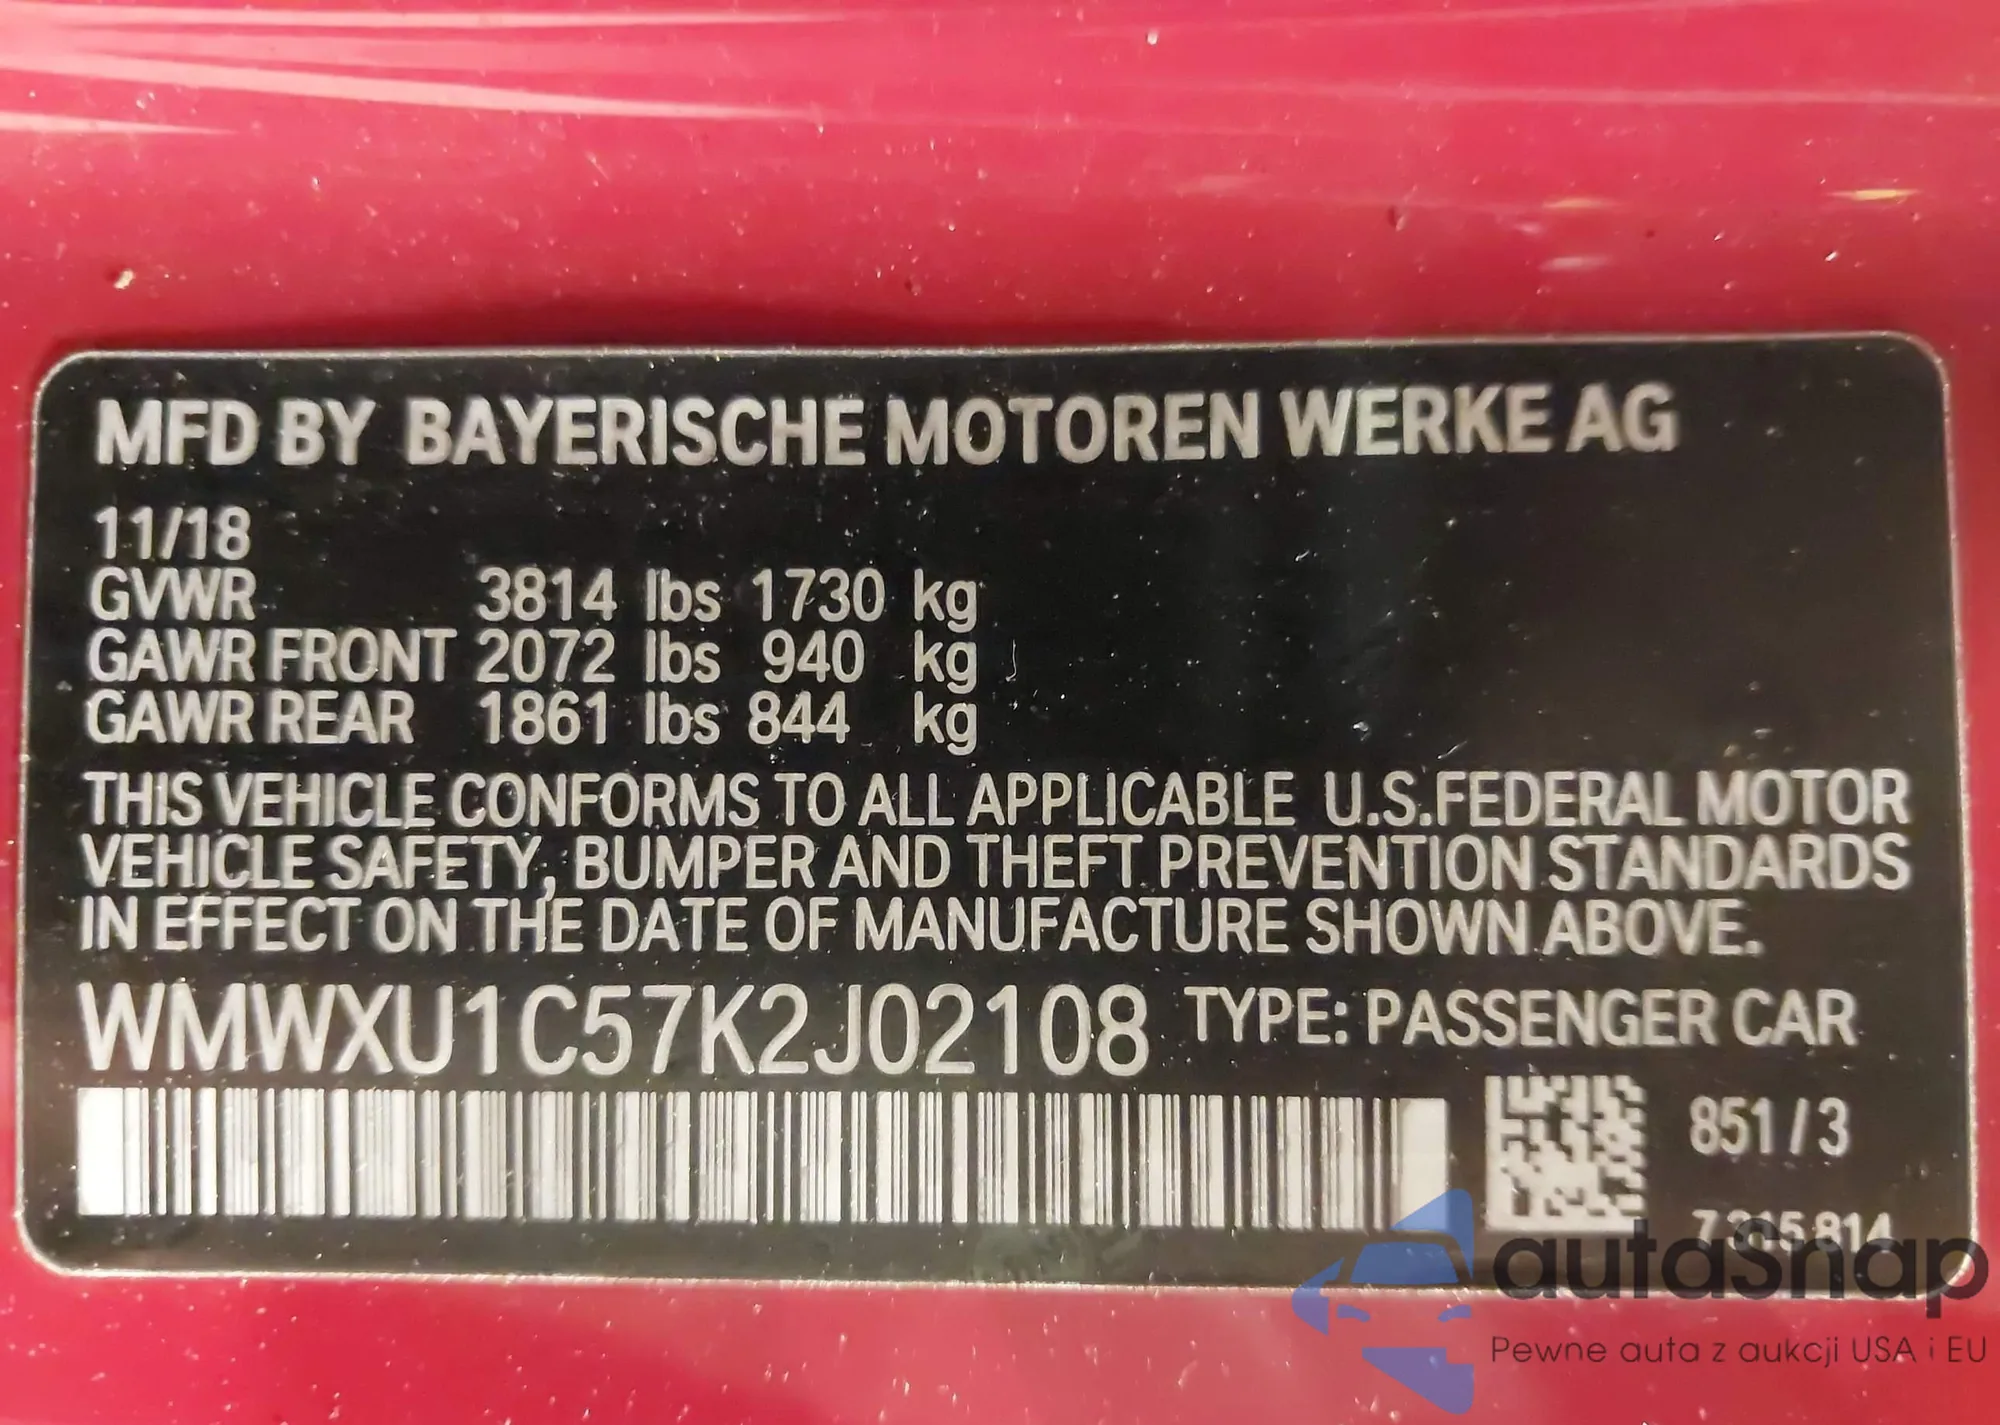 MFD BY BAYERISCHE MOTOREN WERKE AG
11/18
GVWR 3814 lbs 1730 kg
GAWR FRONT 2072 lbs 940 kg
GAWR REAR 1861 lbs 844 kg
THIS VEHICLE CONFORMS TO ALL APPLICABLE U.S.FEDERAL MOTOR
VEHICLE SAFETY, BUMPER AND THEFT PREVENTION STANDARDS
IN EFFECT ON THE DATE OF MANUFACTURE SHOWN ABOVE.
WMWXU1C57K2J02108 TYPE: PASSENGER CAR
851 / 3
7 315 814
autaSnap
Pewne auta z aukcji USA i EU